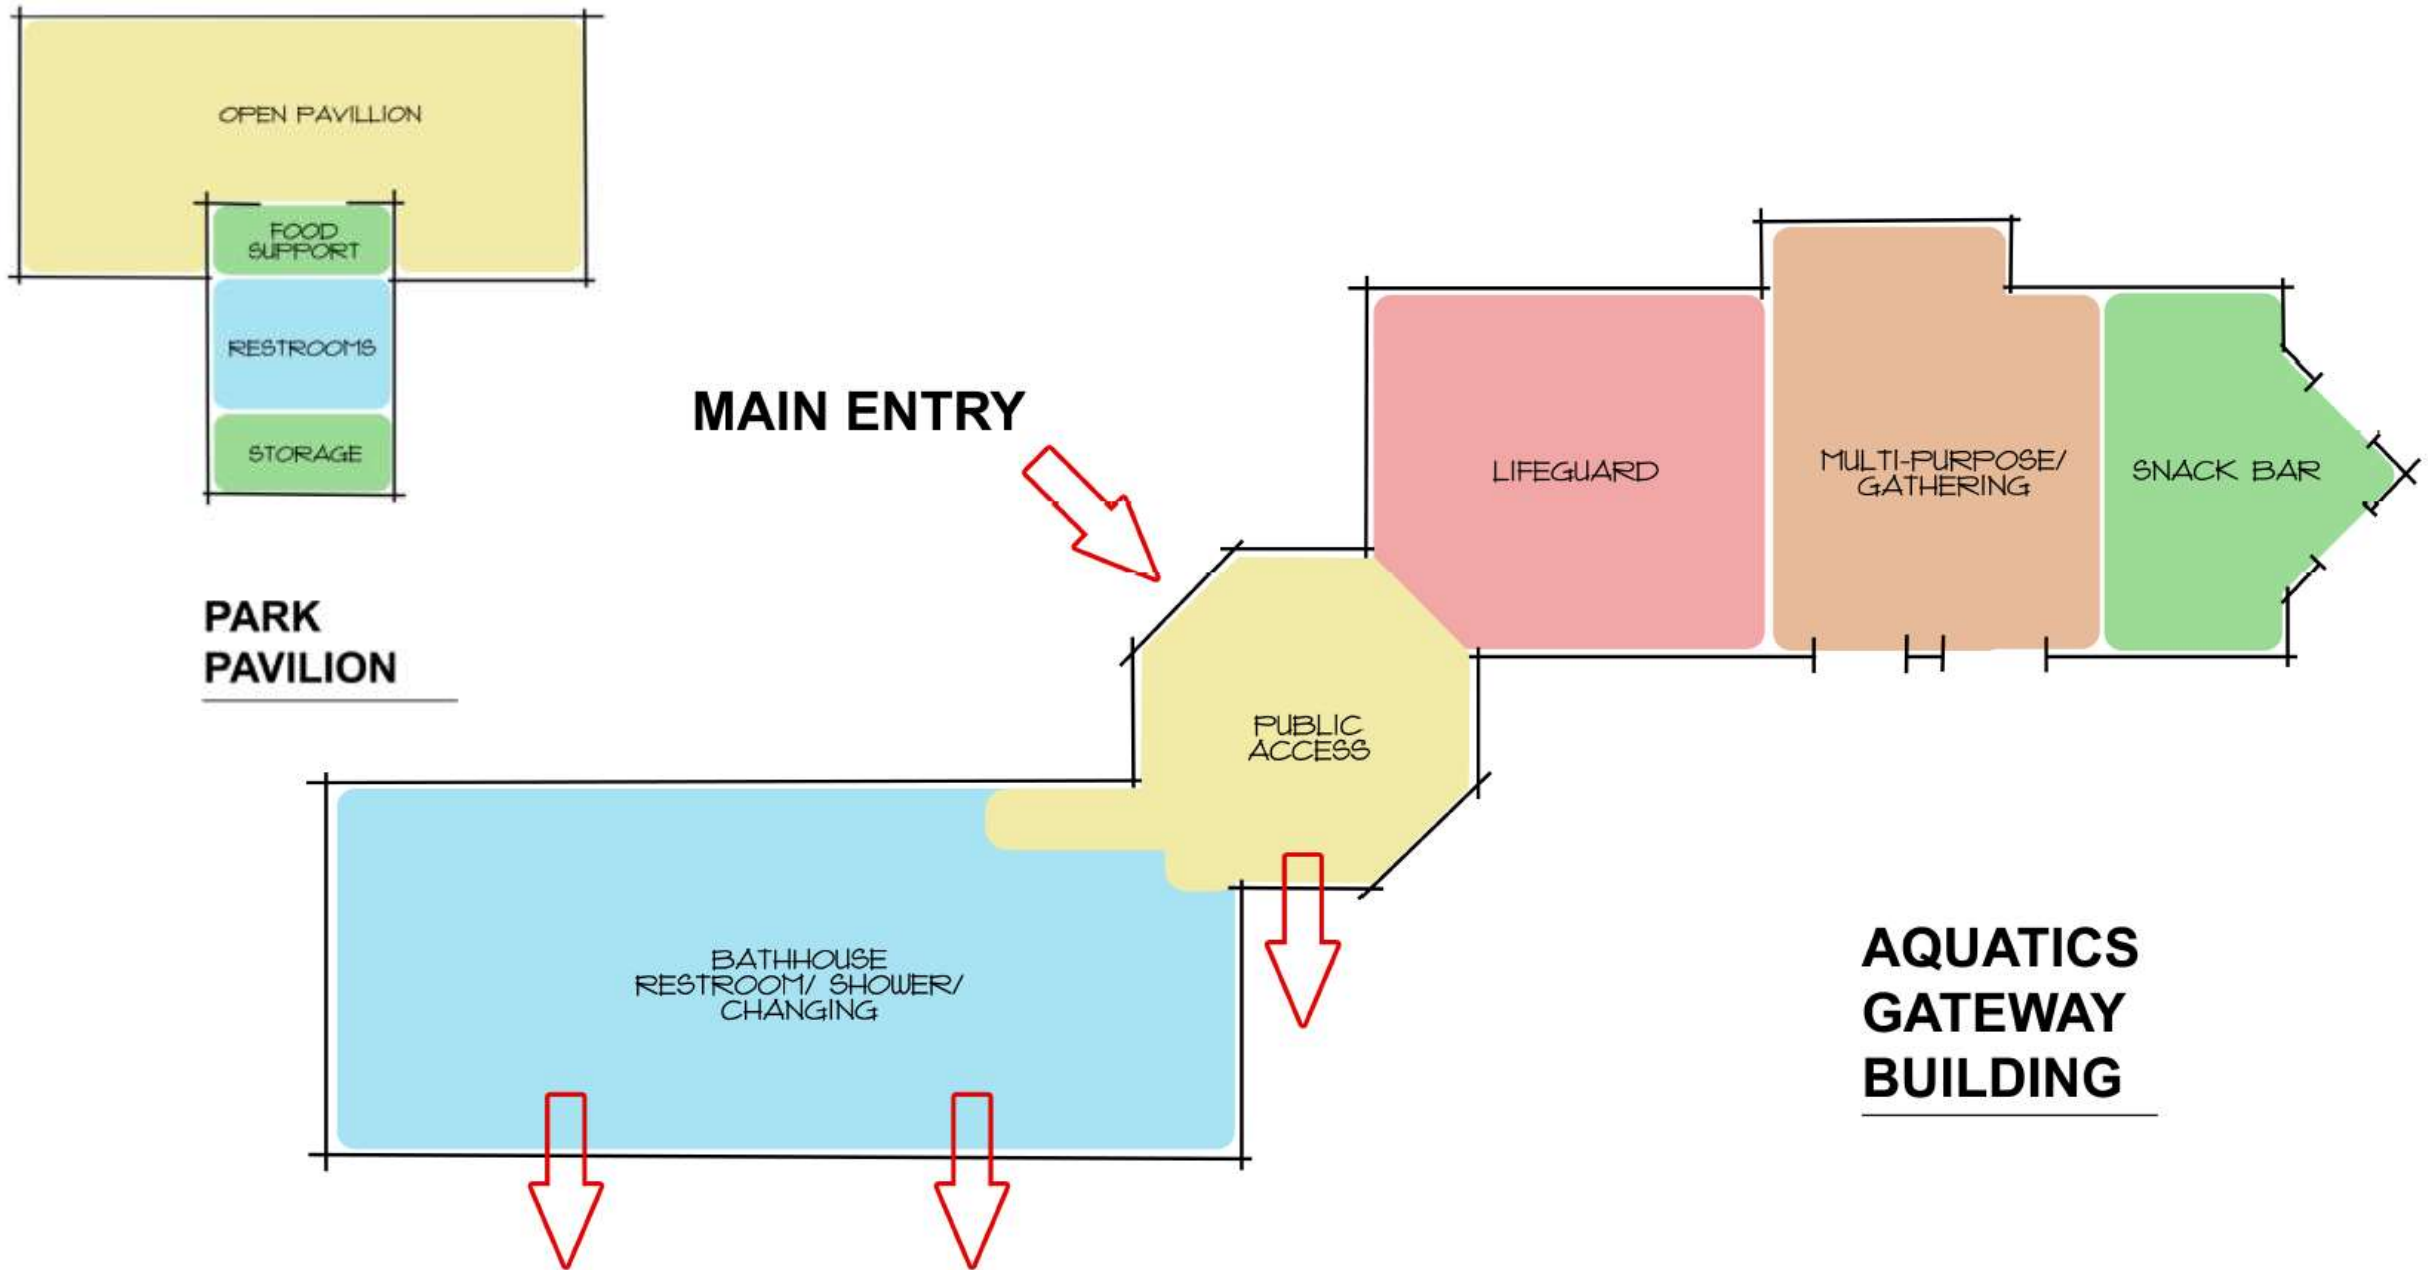 OPEN PAVILLION
FOOD
SUPPORT
RESTROOMS
STORAGE
PARK
PAVILION
MAIN ENTRY
LIFEGUARD
MULTI-PURPOSE/
GATHERING
SNACK BAR
PUBLIC
ACCESS
BATHHOUSE
RESTROOM/ SHOWER/
CHANGING
AQUATICS
GATEWAY
BUILDING